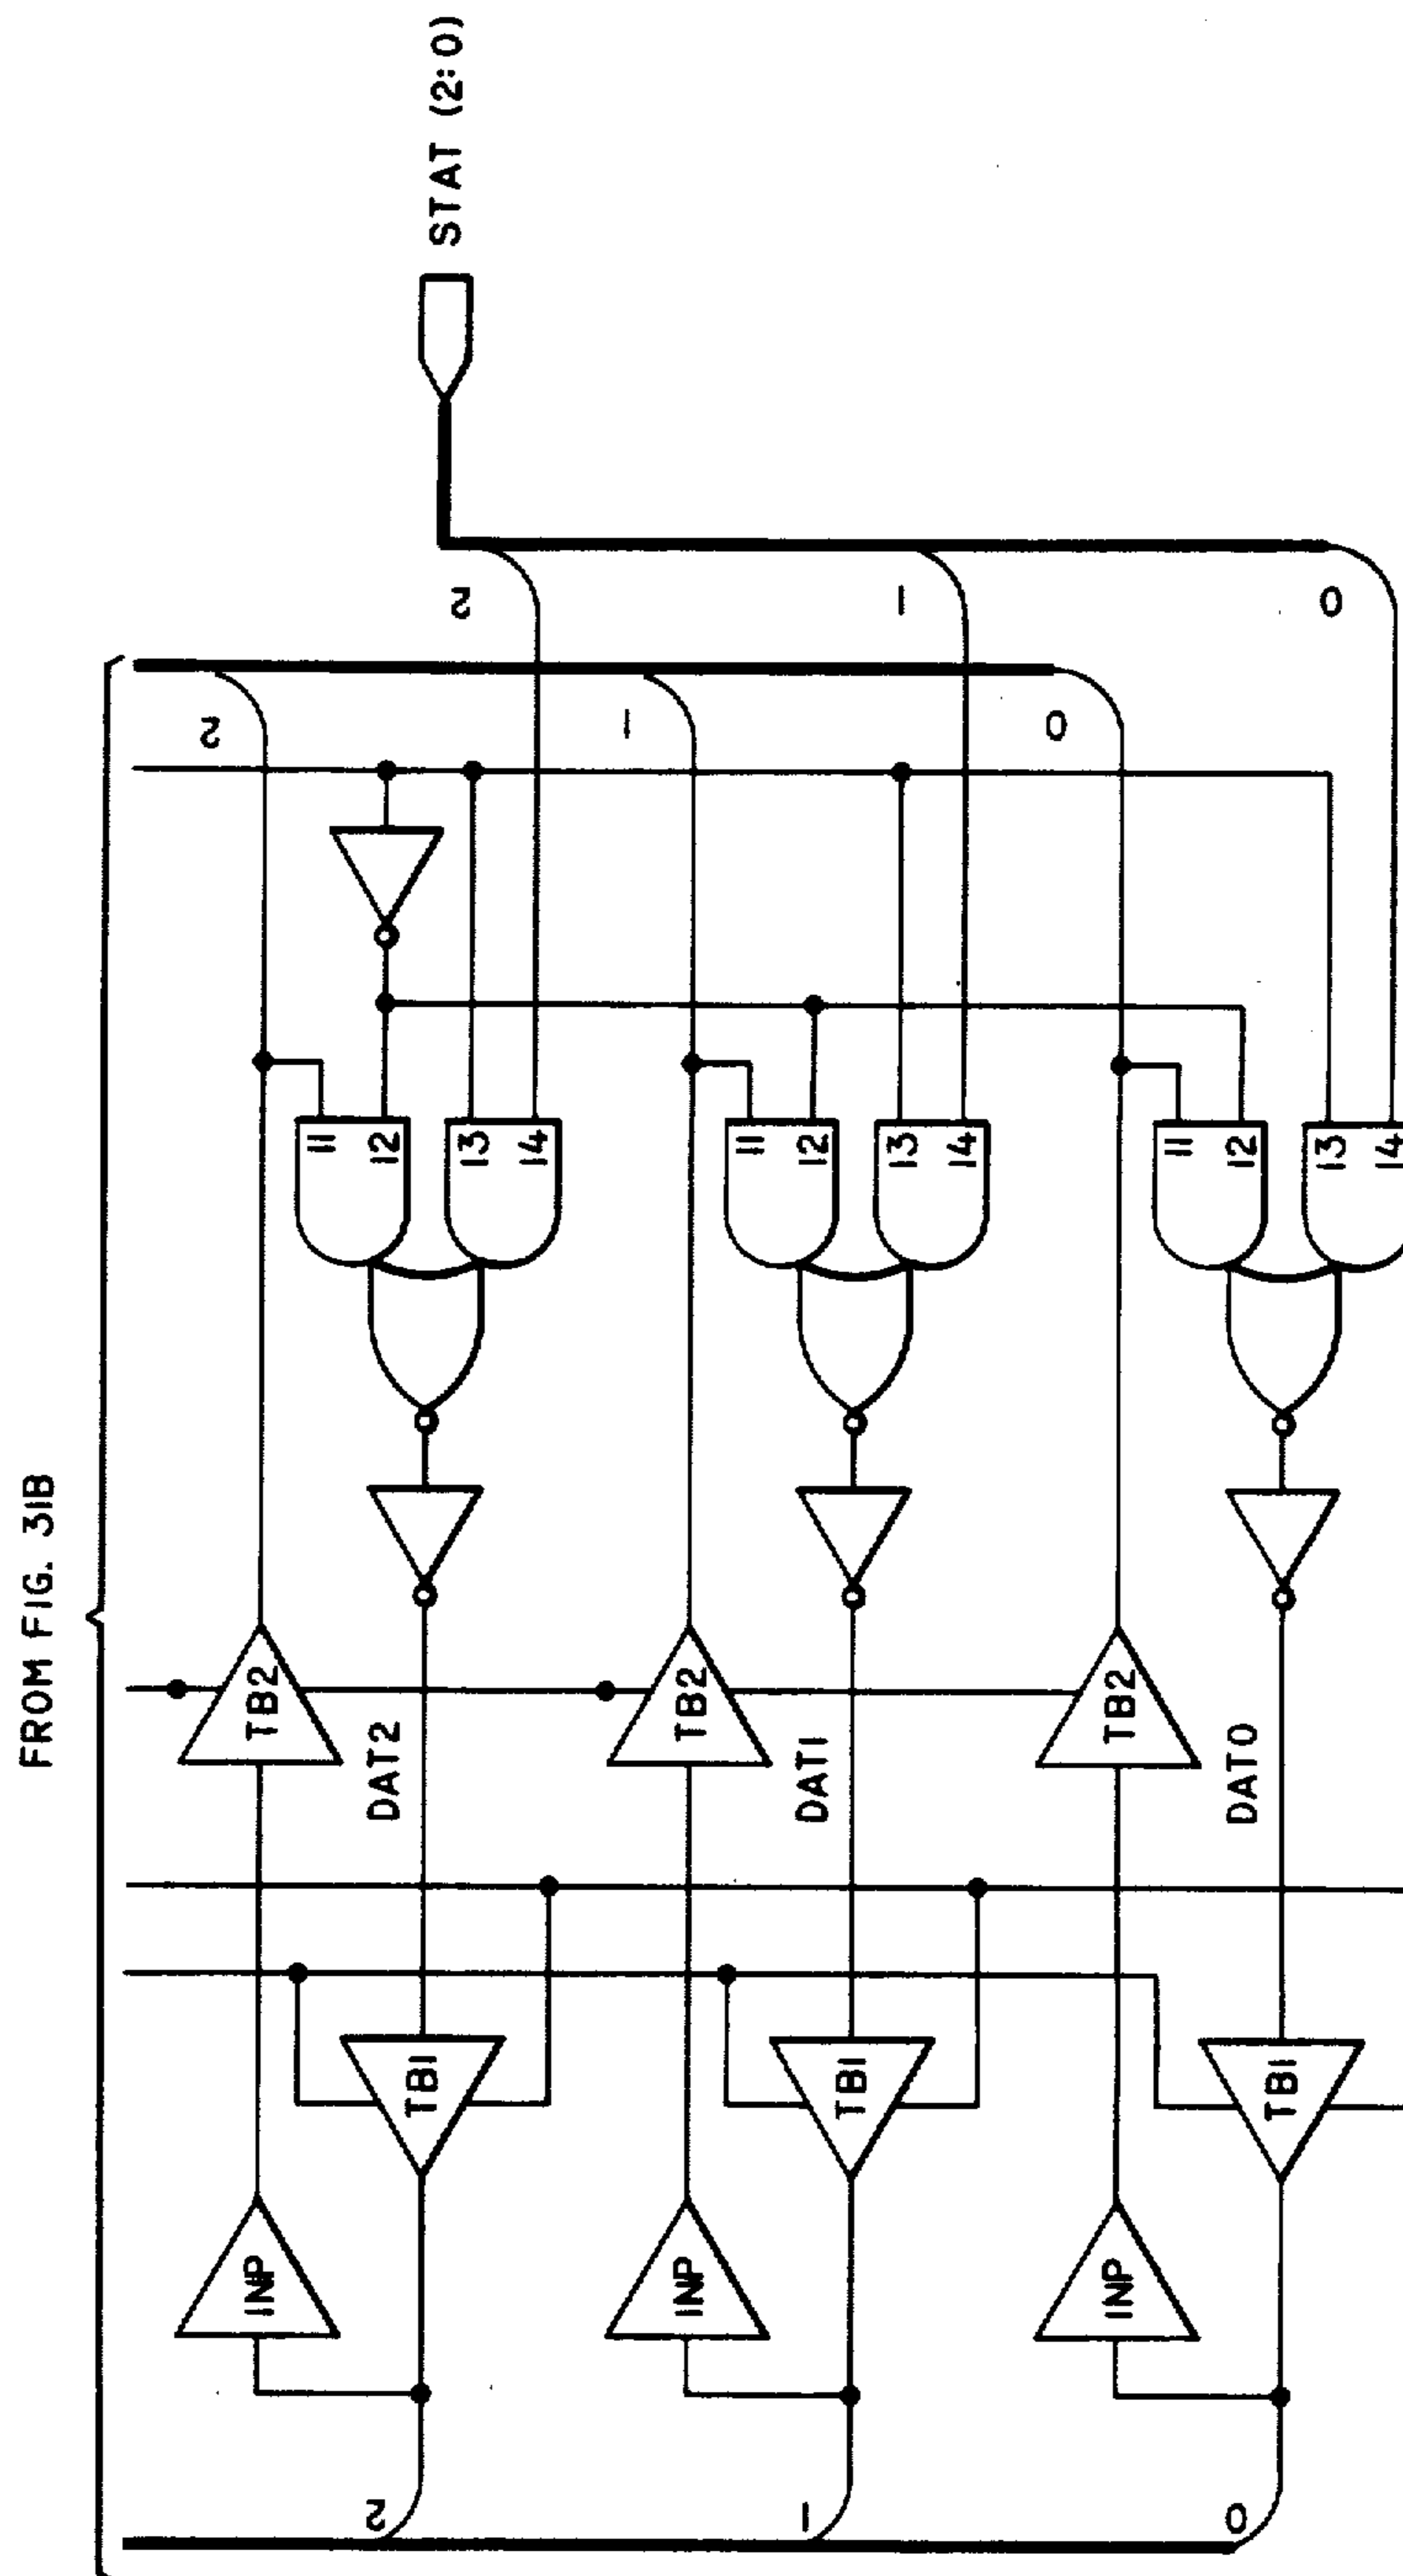 FROM FIG. 31B
STAT (2:0)
2
1
0
2
1
0
11
12
13
14
11
12
13
14
11
12
13
14
TB2
TB2
TB2
DAT2
DAT1
DAT0
TB1
TB1
TB1
INP
INP
INP
2
1
0